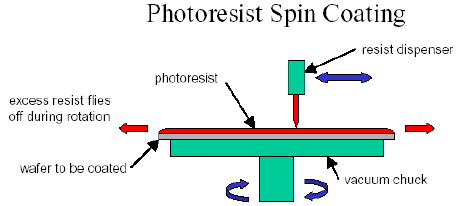 Photoresist Spin Coating
resist dispenser
photoresist
excess resist flies
off during rotation
wafer to be coated
vacuum chuck